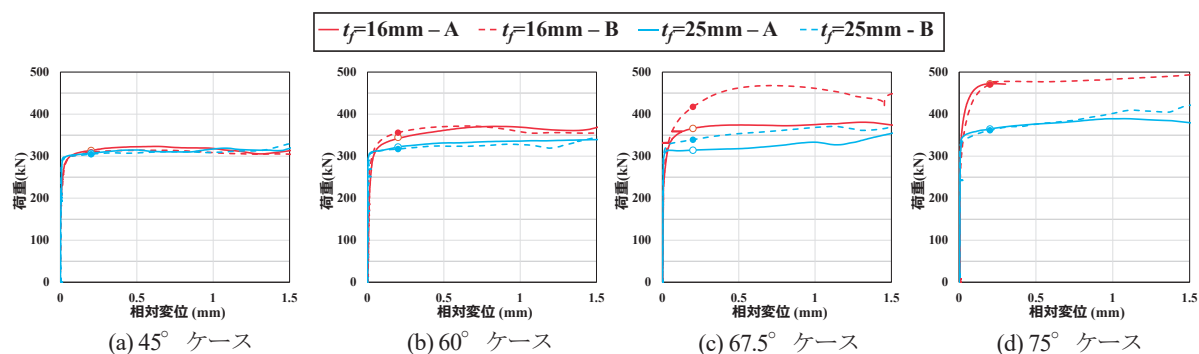 t_f=16mm – A t_f=16mm – B t_f=25mm – A t_f=25mm - B
500 500 500 500
400 400 400 400
300 300 300 300
200 200 200 200
100 100 100 100
0 0 0 0
荷重(kN) 荷重(kN) 荷重(kN) 荷重(kN)
0 0.5 1 1.5 0 0.5 1 1.5 0 0.5 1 1.5 0 0.5 1 1.5
相対変位 (mm) 相対変位 (mm) 相対変位 (mm) 相対変位 (mm)
(a) 45° ケース (b) 60° ケース (c) 67.5° ケース (d) 75° ケース